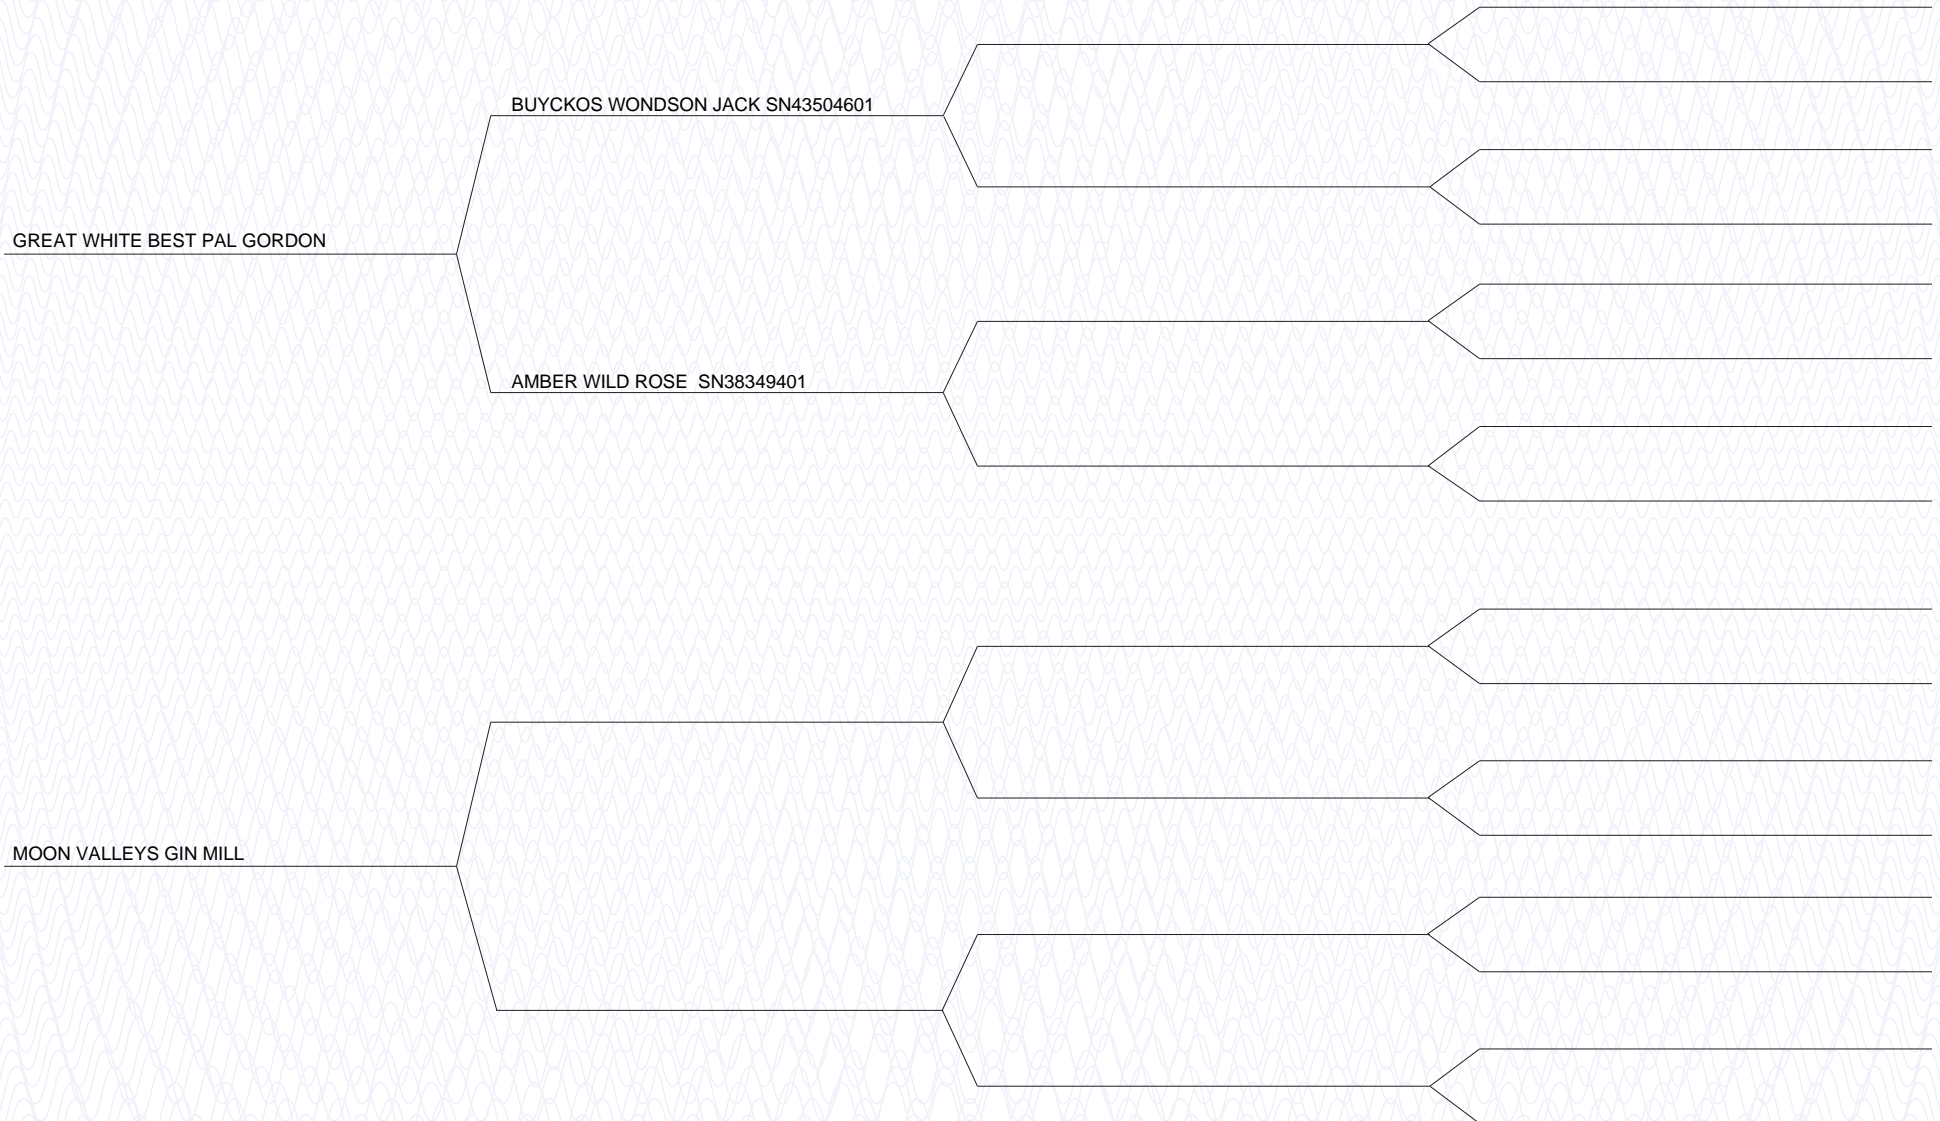 BUYCKOS WONDSON JACK SN43504601
GREAT WHITE BEST PAL GORDON
AMBER WILD ROSE  SN38349401
MOON VALLEYS GIN MILL